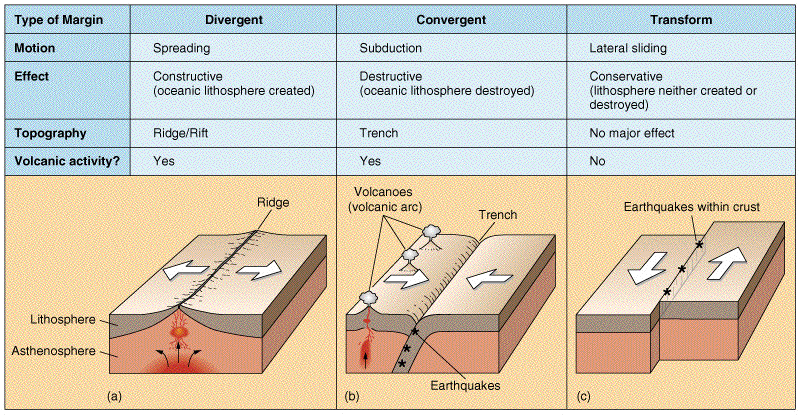 Type of Margin Divergent Convergent Transform
Motion Spreading Subduction Lateral sliding
Effect Constructive Destructive Conservative
(oceanic lithosphere created) (oceanic lithosphere destroyed) (lithosphere neither created or
destroyed)
Topography Ridge/Rift Trench No major effect
Volcanic activity? Yes Yes No
Ridge
Lithosphere
Asthenosphere
(a)
Volcanoes
(volcanic arc)
Trench
Earthquakes
(b)
Earthquakes within crust
(c)